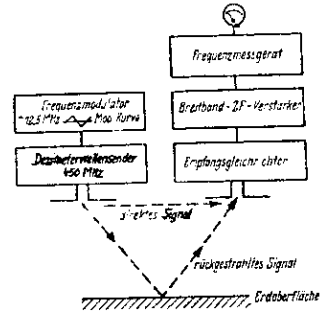 Frequenzmessgerät
Frequenzmodulator
~12,5 MHz Mod Kurve
Breitband-ZF-Verstärker
Dezimeterwellensender
450 MHz
Empfangsgleichrichter
direktes Signal
rückgestrahltes Signal
Erdoberfläche